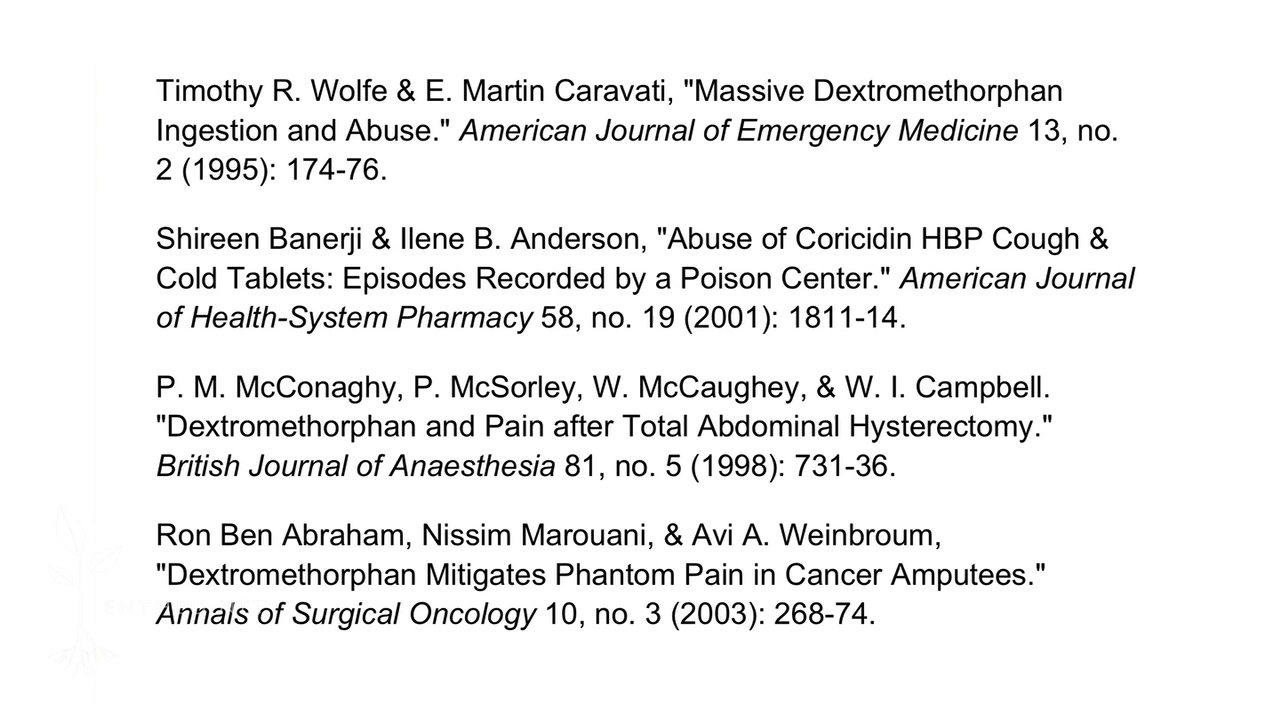 Timothy R. Wolfe & E. Martin Caravati, "Massive Dextromethorphan
Ingestion and Abuse." American Journal of Emergency Medicine 13, no.
2 (1995): 174-76.
Shireen Banerji & Ilene B. Anderson, "Abuse of Coricidin HBP Cough &
Cold Tablets: Episodes Recorded by a Poison Center." American Journal
of Health-System Pharmacy 58, no. 19 (2001): 1811-14.
P. M. McConaghy, P. McSorley, W. McCaughey, & W. I. Campbell.
"Dextromethorphan and Pain after Total Abdominal Hysterectomy."
British Journal of Anaesthesia 81, no. 5 (1998): 731-36.
Ron Ben Abraham, Nissim Marouani, & Avi A. Weinbroum,
"Dextromethorphan Mitigates Phantom Pain in Cancer Amputees."
Annals of Surgical Oncology 10, no. 3 (2003): 268-74.